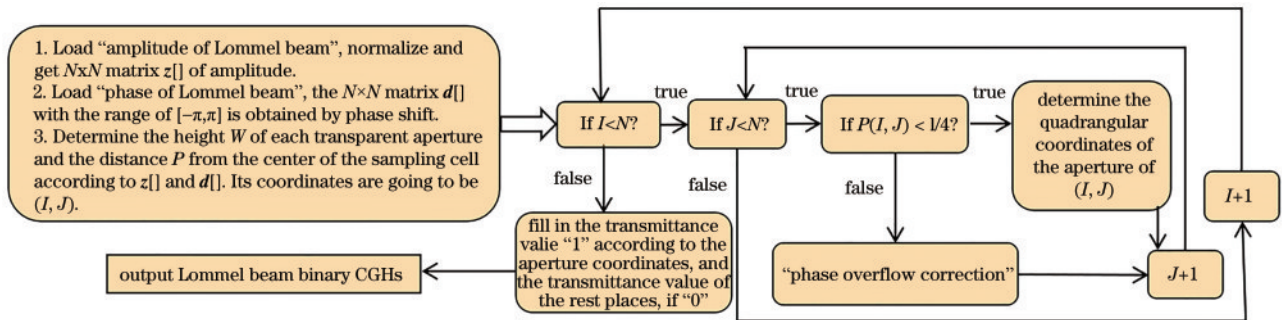 1. Load “amplitude of Lommel beam”, normalize and
get N×N matrix z[] of amplitude.
2. Load “phase of Lommel beam”, the N×N matrix d[]
with the range of [−π,π] is obtained by phase shift.
3. Determine the height W of each transparent aperture
and the distance P from the center of the sampling cell
according to z[] and d[]. Its coordinates are going to be
(I, J).
If I<N?
true
If J<N?
true
If P(I, J) < 1/4?
true
determine the
quadrangular
coordinates of
the aperture of
(I, J)
I+1
false
false
false
fill in the transmittance
valie “1” according to the
aperture coordinates, and
the transmittance value of
the rest places, if “0”
output Lommel beam binary CGHs
“phase overflow correction”
J+1